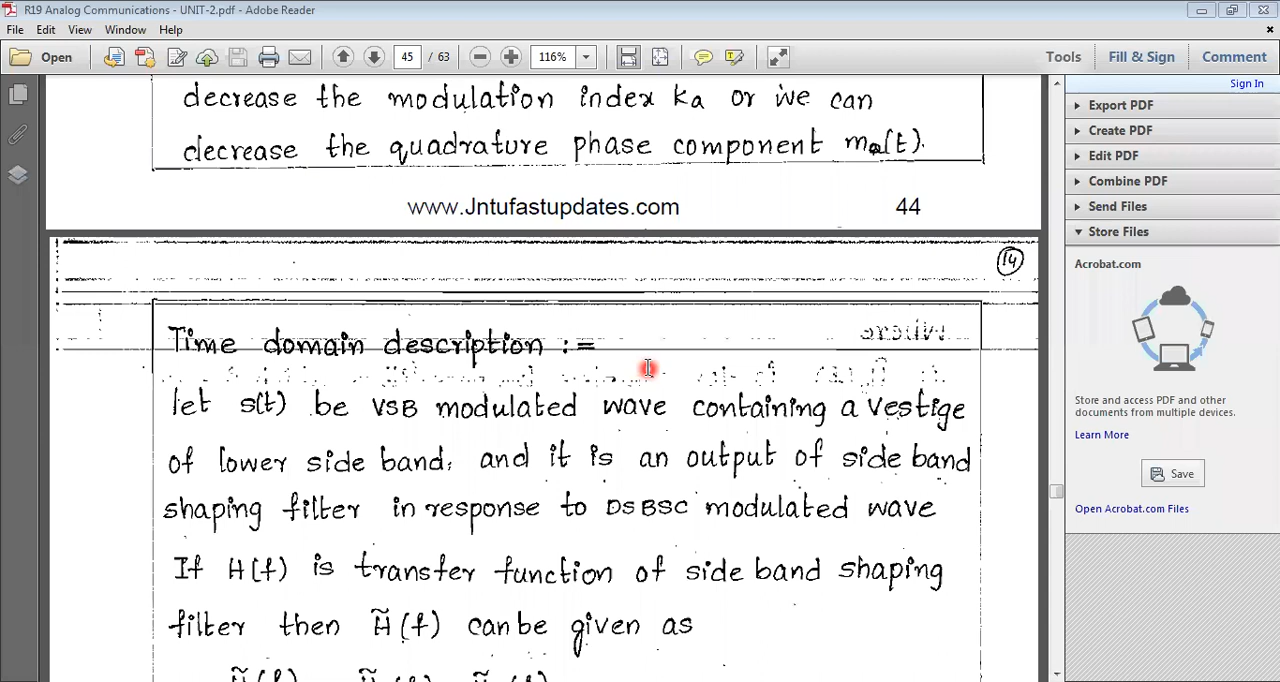 R19 Analog Communications - UNIT-2.pdf - Adobe Reader
File Edit View Window Help
Open 45 / 63 116% Tools Fill & Sign Comment
Sign In
decrease the modulation index ka or we can
decrease the quadrature phase component mQ(t).
www.Jntufastupdates.com 44
14
Time domain description :=
let s(t) be VSB modulated wave containing a vestige
of lower side band, and it is an output of side band
shaping filter in response to DSBSC modulated wave
If H(f) is transfer function of side band shaping
filter then H̃(f) can be given as
Export PDF
Create PDF
Edit PDF
Combine PDF
Send Files
Store Files
Acrobat.com
Store and access PDF and other
documents from multiple devices.
Learn More
Save
Open Acrobat.com Files